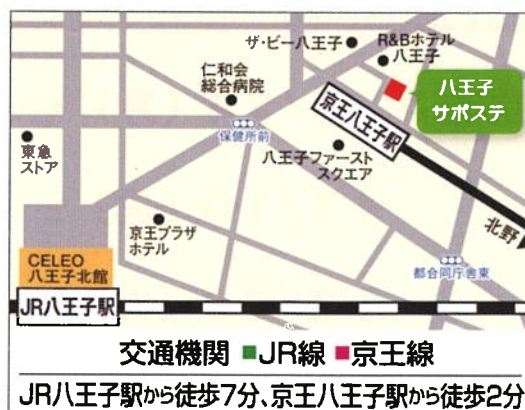 ザ・ビー八王子
R&Bホテル
八王子
仁和会
総合病院
八王子
サポステ
京王八王子駅
保健所前
東急
ストア
八王子ファースト
スクエア
京王プラザ
ホテル
北野
CELEO
八王子北館
都合同庁舎東
JR八王子駅
交通機関 ■JR線 ■京王線
JR八王子駅から徒歩7分、京王八王子駅から徒歩2分